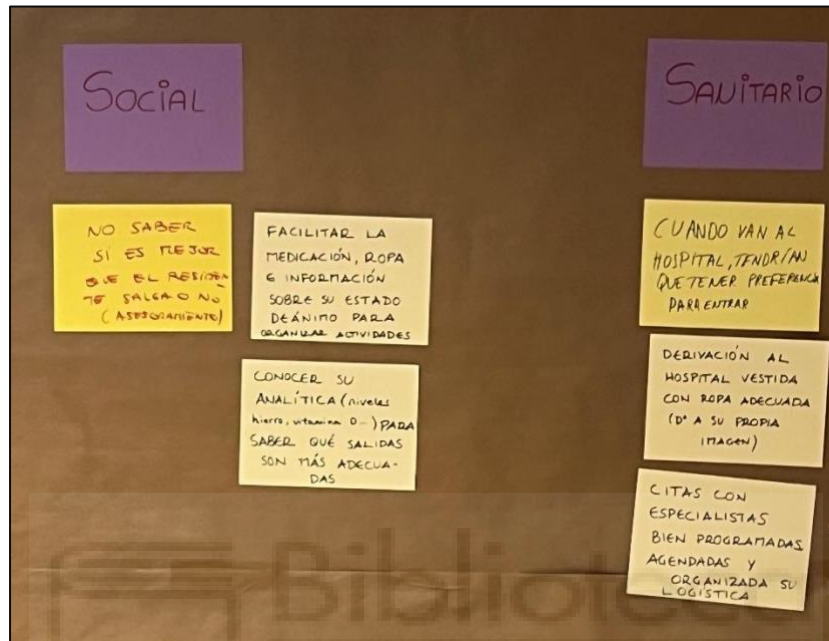 SOCIAL
NO SABER
SI ES MEJOR
QUE EL RESIDEN
TE SALGA O NO
(ASESORAMIENTO)
FACILITAR LA
MEDICACIÓN, ROPA
E INFORMACIÓN
SOBRE SU ESTADO
DE ÁNIMO PARA
ORGANIZAR ACTIVIDADES
CONOCER SU
ANALÍTICA (niveles
hierro, vitamina D...) PARA
SABER QUÉ SALIDAS
SON MÁS ADECUA-
DAS
SANITARIO
CUANDO VAN AL
HOSPITAL, TENDRÍAN
QUE TENER PREFERENCIA
PARA ENTRAR
DERIVACIÓN AL
HOSPITAL VESTIDA
CON ROPA ADECUADA
(Dº A SU PROPIA
IMAGEN)
CITAS CON
ESPECIALISTAS
BIEN PROGRAMADAS,
AGENDADAS Y
ORGANIZADA SU
LOGÍSTICA
Biblioteca